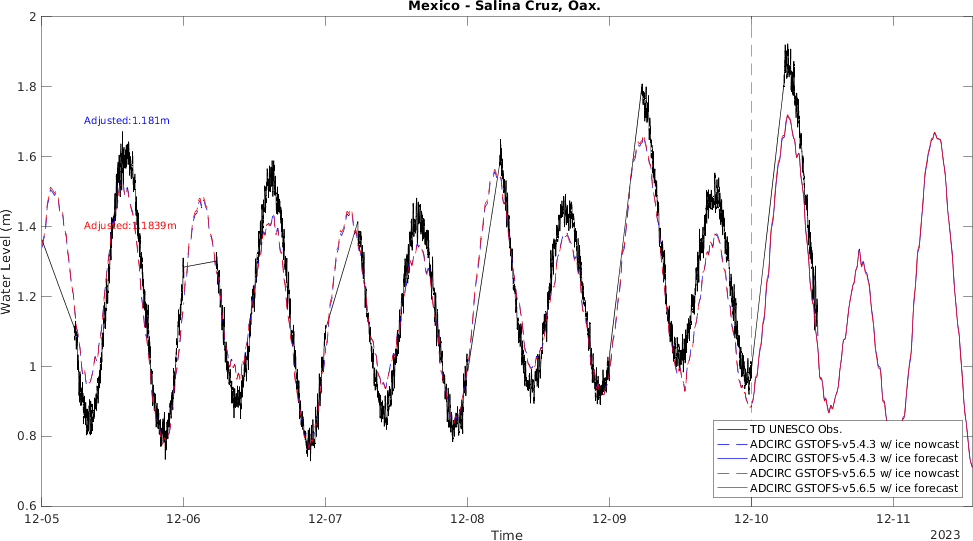 Mexico - Salina Cruz, Oax.
2
1.8
1.6
1.4
1.2
1
0.8
0.6
Water Level (m)
Adjusted:1.181m
Adjusted:1.1839m
TD UNESCO Obs.
ADCIRC GSTOFS-v5.4.3 w/ ice nowcast
ADCIRC GSTOFS-v5.4.3 w/ ice forecast
ADCIRC GSTOFS-v5.6.5 w/ ice nowcast
ADCIRC GSTOFS-v5.6.5 w/ ice forecast
12-05 12-06 12-07 12-08 12-09 12-10 12-11
Time
2023